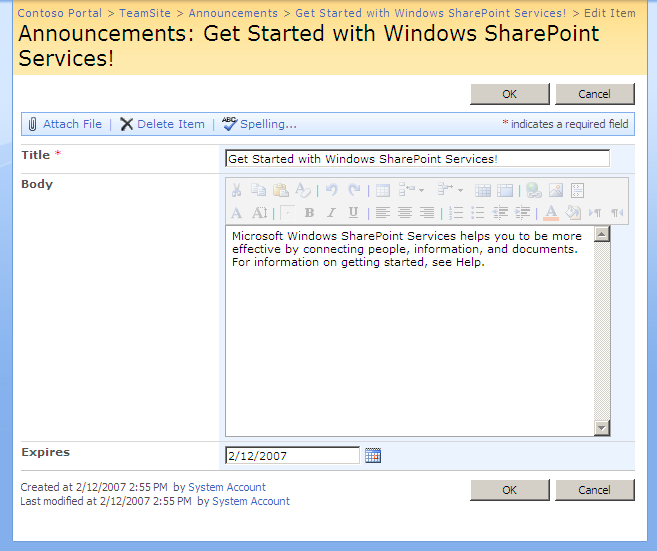 Contoso Portal > TeamSite > Announcements > Get Started with Windows SharePoint Services! > Edit Item
Announcements: Get Started with Windows SharePoint
Services!
OK Cancel
Attach File | Delete Item | ABC Spelling... * indicates a required field
Title * Get Started with Windows SharePoint Services!
Body
A A B I U A
Microsoft Windows SharePoint Services helps you to be more
effective by connecting people, information, and documents.
For information on getting started, see Help.
Expires 2/12/2007
Created at 2/12/2007 2:55 PM by System Account OK Cancel
Last modified at 2/12/2007 2:55 PM by System Account